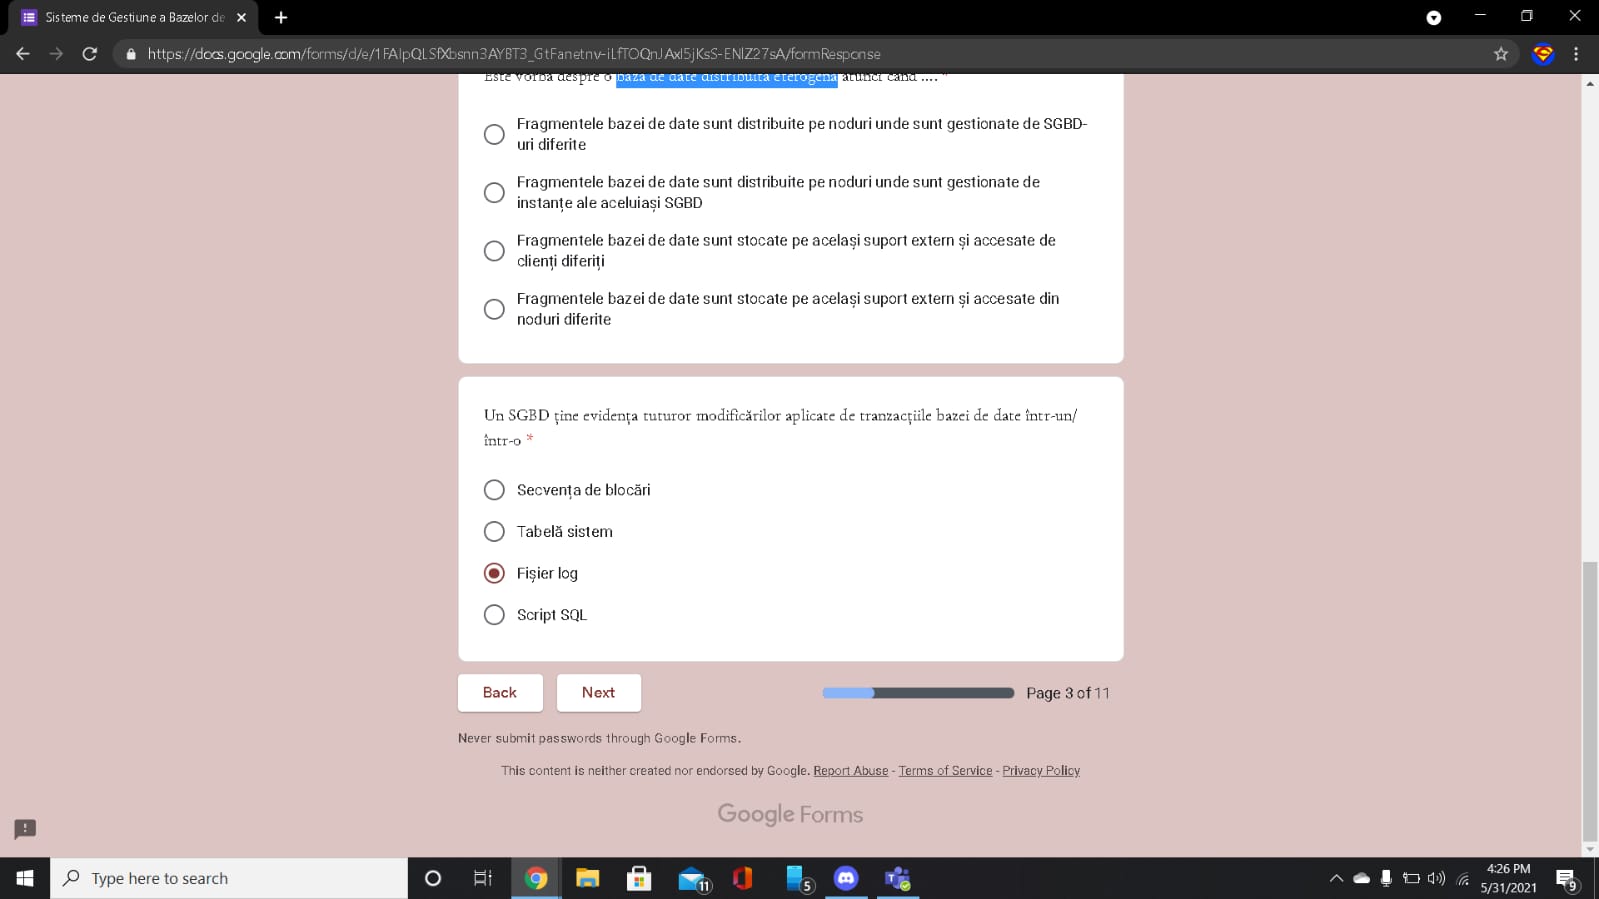 Sisteme de Gestiune a Bazelor de
https://docs.google.com/forms/d/e/1FAIpQLSfXbsnn3AYBT3_GtFanetnv-iLfTOQnJAxI5jKsS-ENlZ27sA/formResponse
Este vorba despre o baza de date distribuita eterogena atunci cand .... *
Fragmentele bazei de date sunt distribuite pe noduri unde sunt gestionate de SGBD-
uri diferite
Fragmentele bazei de date sunt distribuite pe noduri unde sunt gestionate de
instanțe ale aceluiași SGBD
Fragmentele bazei de date sunt stocate pe același suport extern și accesate de
clienți diferiți
Fragmentele bazei de date sunt stocate pe același suport extern și accesate din
noduri diferite
Un SGBD ține evidența tuturor modificărilor aplicate de tranzacțiile bazei de date într-un/
într-o *
Secvența de blocări
Tabelă sistem
Fișier log
Script SQL
Back Next Page 3 of 11
Never submit passwords through Google Forms.
This content is neither created nor endorsed by Google. Report Abuse - Terms of Service - Privacy Policy
Google Forms
Type here to search
11
5
4:26 PM
5/31/2021
9